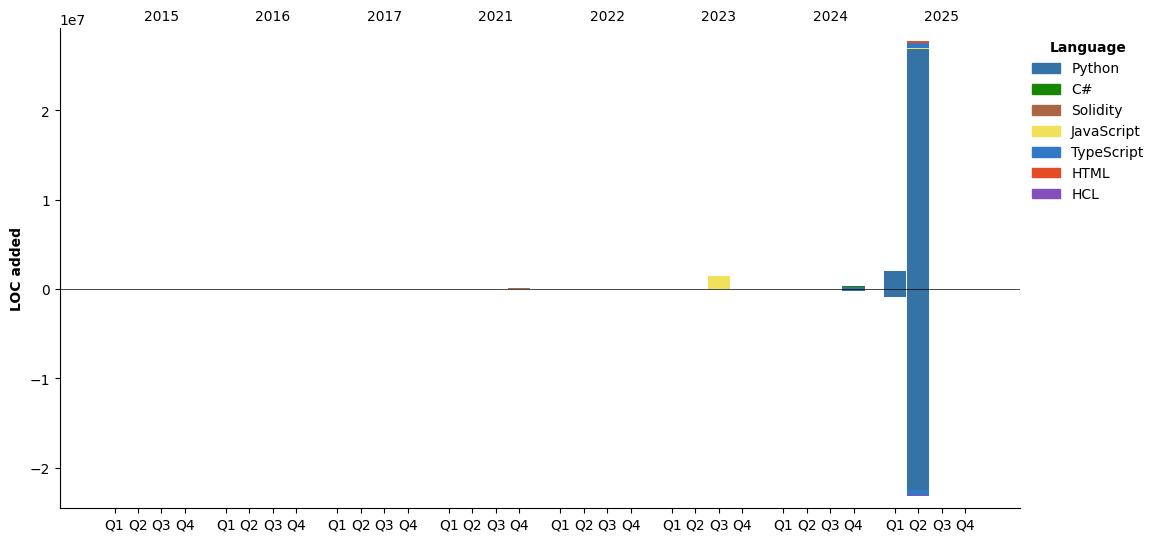 2015 2016 2017 2021 2022 2023 2024 2025
1e7
Language
Python
C#
Solidity
JavaScript
TypeScript
HTML
HCL
LOC added
2
1
0
−1
−2
Q1 Q2 Q3 Q4 Q1 Q2 Q3 Q4 Q1 Q2 Q3 Q4 Q1 Q2 Q3 Q4 Q1 Q2 Q3 Q4 Q1 Q2 Q3 Q4 Q1 Q2 Q3 Q4 Q1 Q2 Q3 Q4